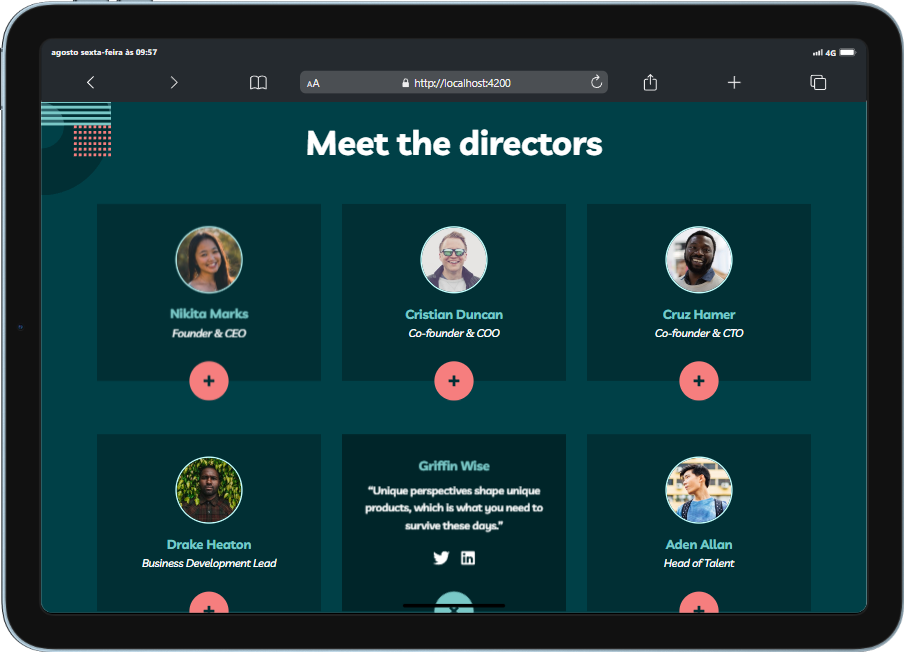 agosto sexta-feira às 09:57
4G
AA
http://localhost:4200
Meet the directors
Nikita Marks
Founder & CEO
Cristian Duncan
Co-founder & COO
Cruz Hamer
Co-founder & CTO
Drake Heaton
Business Development Lead
Griffin Wise
“Unique perspectives shape unique
products, which is what you need to
survive these days.”
Aden Allan
Head of Talent